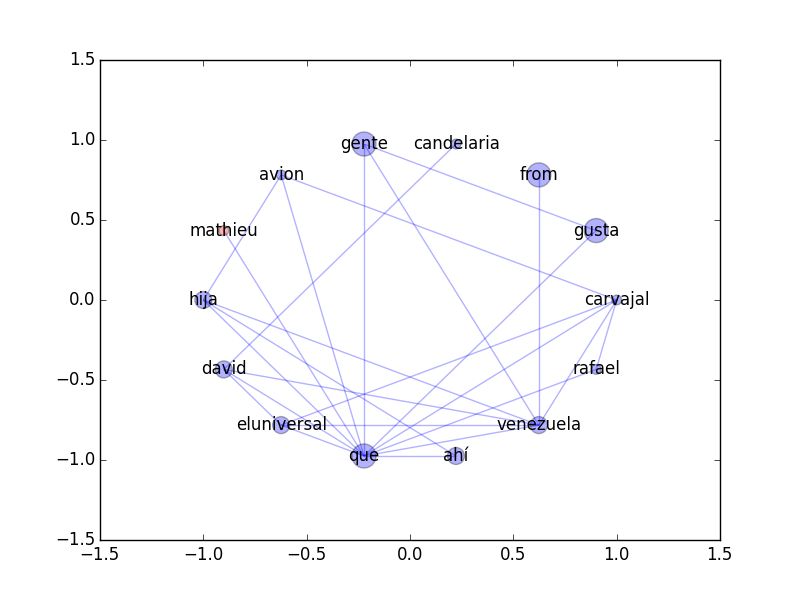 1.5
1.0
0.5
0.0
−0.5
−1.0
−1.5
gente candelaria
avion from
mathieu gusta
hija carvajal
david rafael
eluniversal venezuela
que ahí
−1.5 −1.0 −0.5 0.0 0.5 1.0 1.5